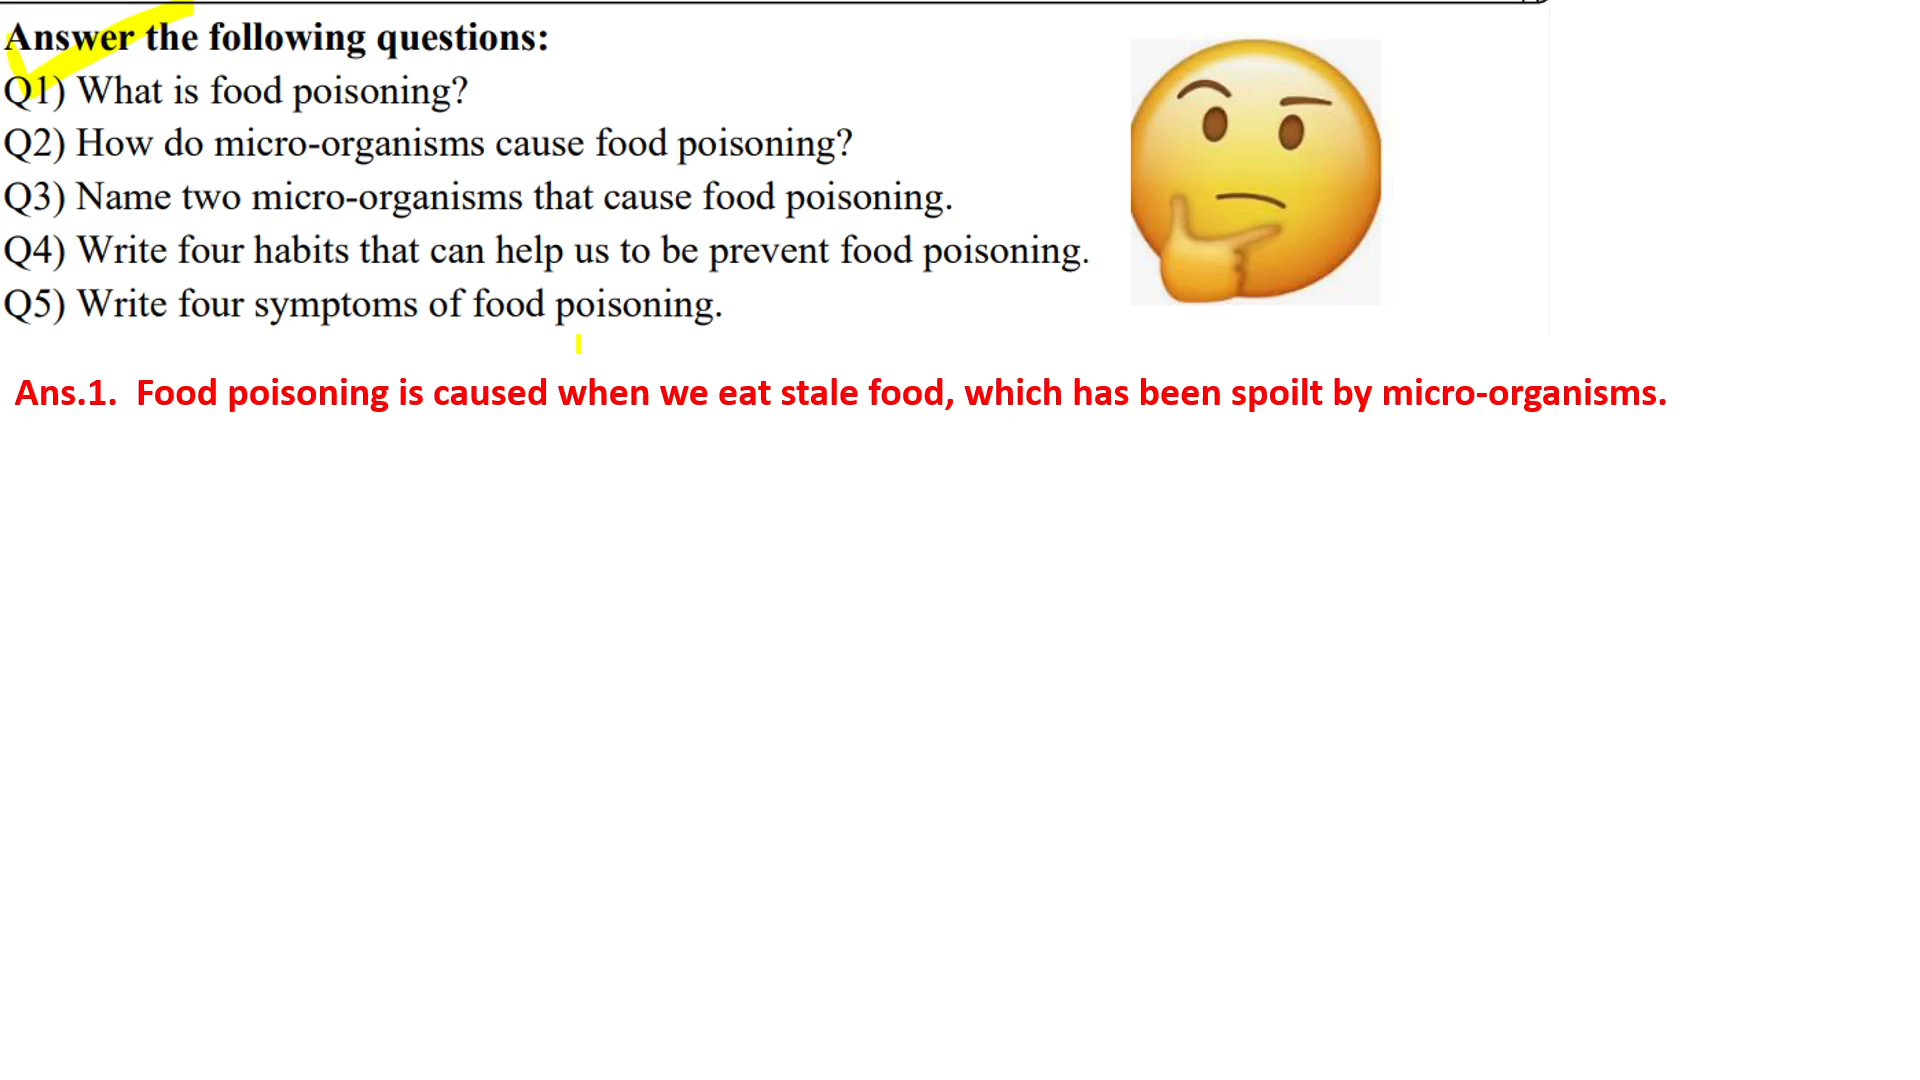 Answer the following questions:
Q1) What is food poisoning?
Q2) How do micro-organisms cause food poisoning?
Q3) Name two micro-organisms that cause food poisoning.
Q4) Write four habits that can help us to be prevent food poisoning.
Q5) Write four symptoms of food poisoning.
Ans.1. Food poisoning is caused when we eat stale food, which has been spoilt by micro-organisms.